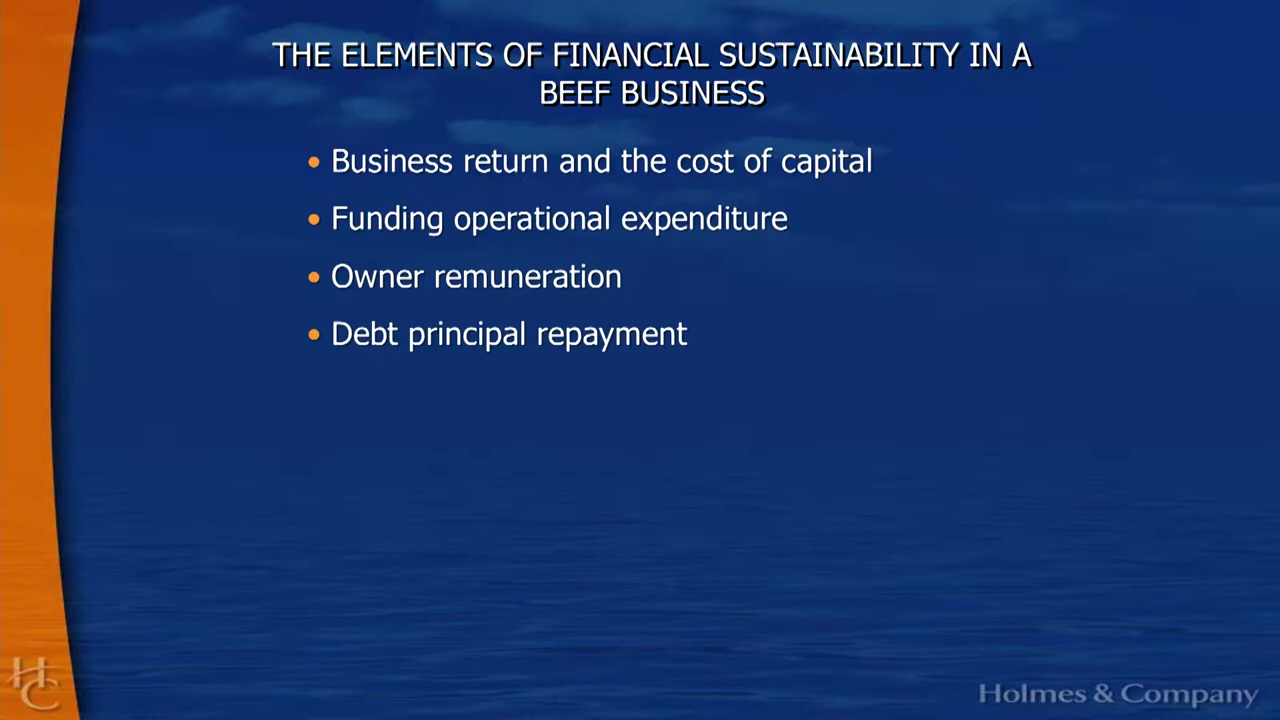 THE ELEMENTS OF FINANCIAL SUSTAINABILITY IN A
BEEF BUSINESS
• Business return and the cost of capital
• Funding operational expenditure
• Owner remuneration
• Debt principal repayment
HC
Holmes & Company